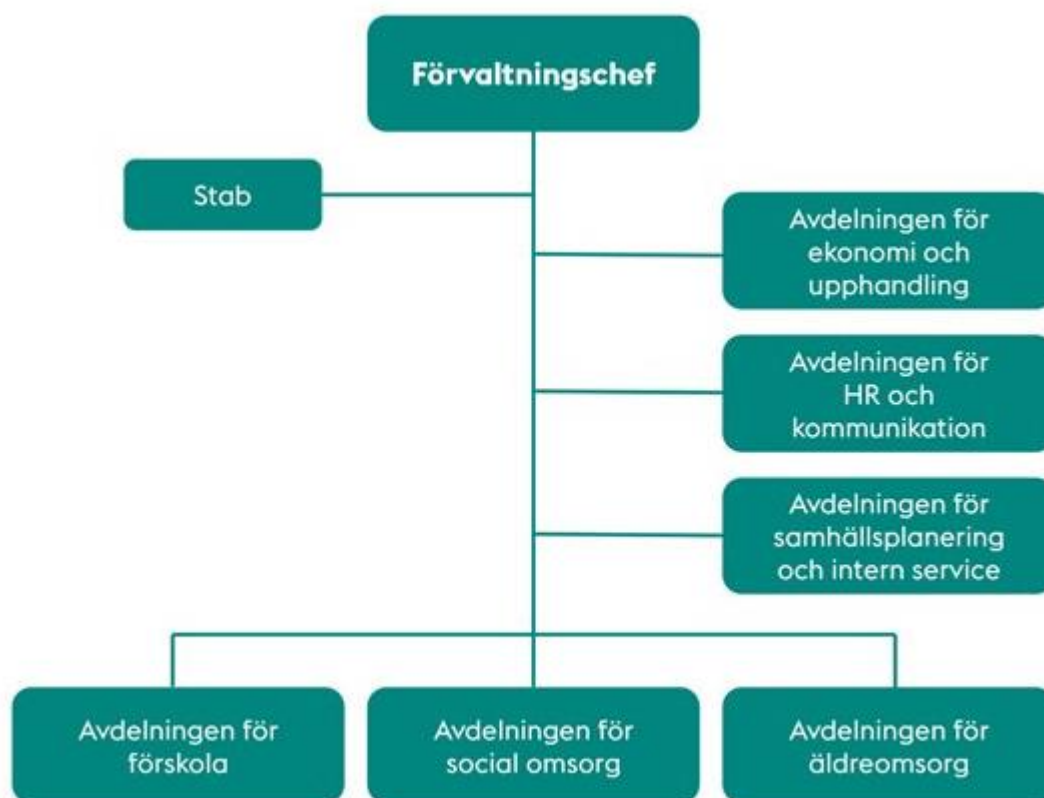 Förvaltningschef
Stab
Avdelningen för
ekonomi och
upphandling
Avdelningen för
HR och
kommunikation
Avdelningen för
samhällsplanering
och intern service
Avdelningen för
förskola
Avdelningen för
social omsorg
Avdelningen för
äldreomsorg